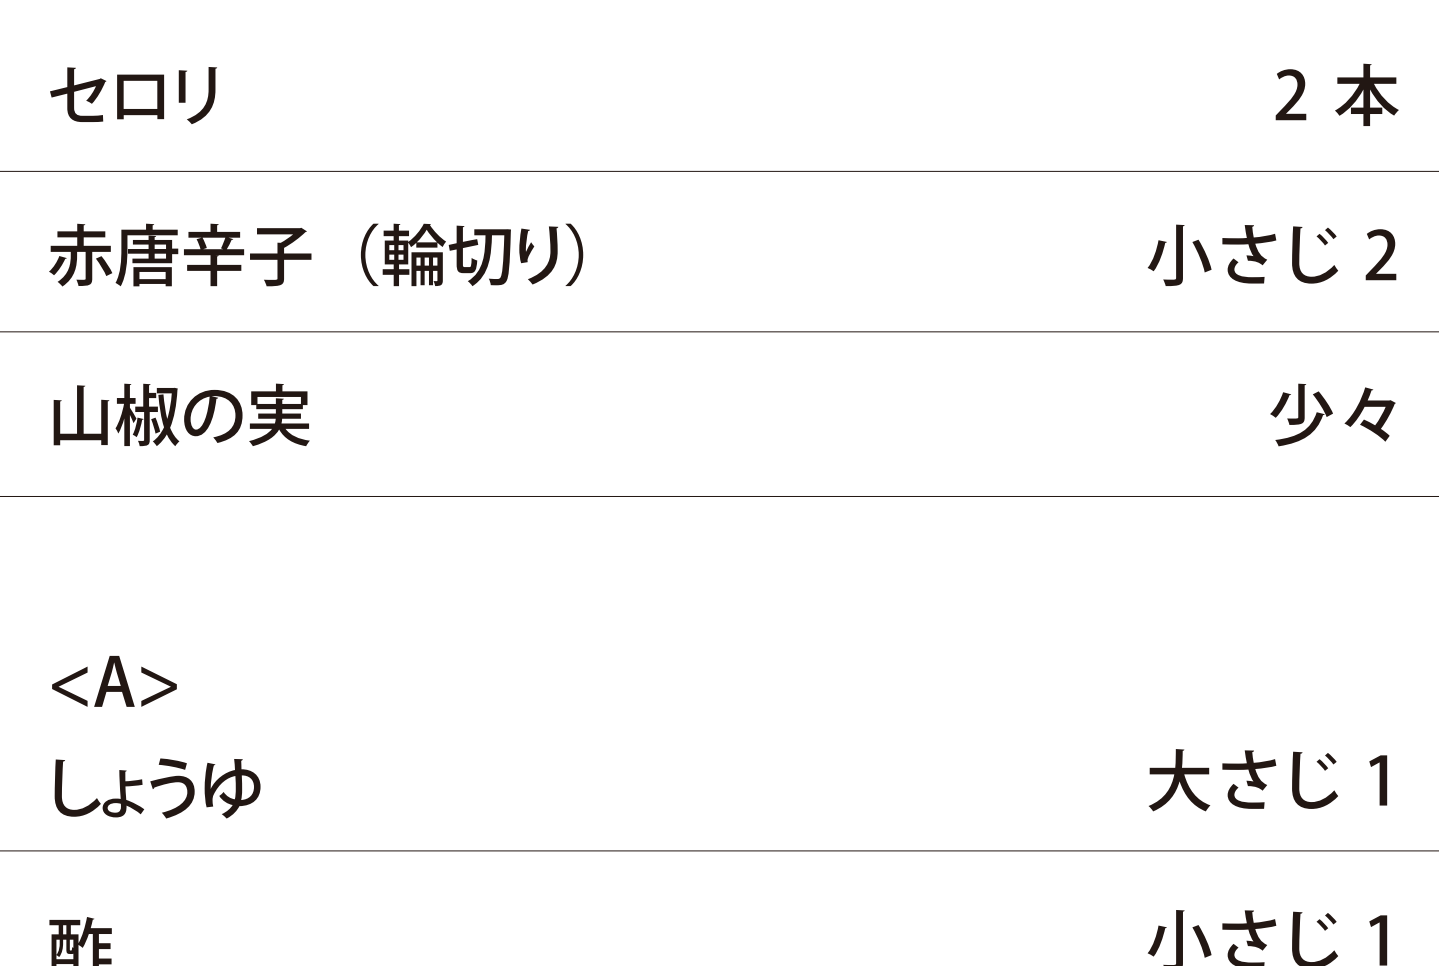 セロリ 2 本
赤唐辛子（輪切り） 小さじ 2
山椒の実 少々
<A>
しょうゆ 大さじ 1
酢 小さじ 1